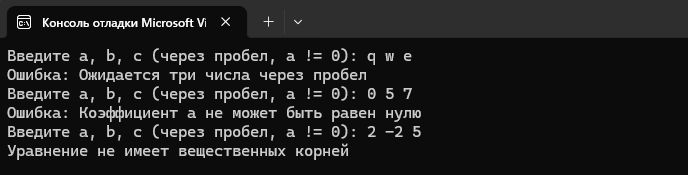 Консоль отладки Microsoft Vi
Введите a, b, c (через пробел, a != 0): q w e
Ошибка: Ожидается три числа через пробел
Введите a, b, c (через пробел, a != 0): 0 5 7
Ошибка: Коэффициент a не может быть равен нулю
Введите a, b, c (через пробел, a != 0): 2 -2 5
Уравнение не имеет вещественных корней